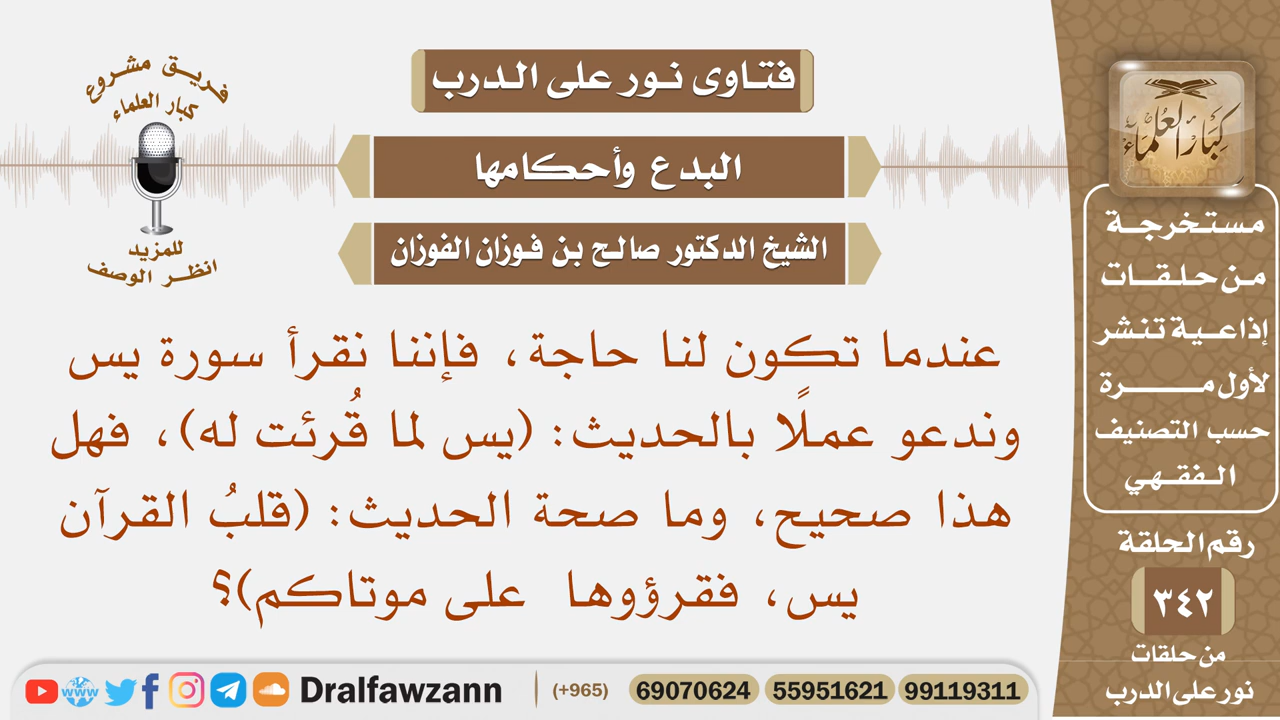 فتاوى نور على الدرب
البدع وأحكامها
الشيخ الدكتور صالح بن فوزان الفوزان
فريق مشروع
كبار العلماء
للمزيد
انظر الوصف
عندما تكون لنا حاجة، فإننا نقرأ سورة يس
وندعو عملًا بالحديث: (يس لما قُرئت له)، فهل
هذا صحيح، وما صحة الحديث: (قلبُ القرآن
يس، فقرؤوها على موتاكم)؟
كبار العلماء
مستخرجة
من حلقات
إذاعية تنشر
لأول مرة
حسب التصنيف
الفقهي
رقم الحلقة
٣٤٢
من حلقات
نور على الدرب
www Dralfawzann (+965) 69070624 55951621 99119311